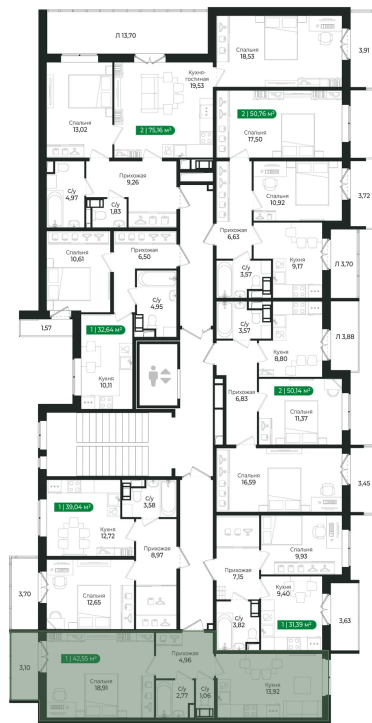 Л 13,70
Спальня
18,53
3,91
Кухня-
гостиная
19,53
Спальня
13,02
2 | 75,16 м²
2 | 50,76 м²
Спальня
17,50
Прихожая
9,26
С/у
4,97
С/у
1,83
Спальня
10,92
3,72
Прихожая
6,63
Прихожая
6,50
Спальня
10,61
С/у
3,57
Кухня
9,17
Л 3,70
С/у
4,95
1,57
1 | 32,64 м²
С/у
3,57
Кухня
8,80
Л 3,88
Кухня
10,11
Прихожая
6,83
2 | 50,14 м²
Спальня
11,37
Спальня
16,59
3,45
С/у
3,58
1 | 39,04 м²
Кухня
12,72
Прихожая
8,97
Спальня
9,93
Прихожая
7,15
3,70
Спальня
12,65
Кухня
9,40
С/у
3,82
1 | 31,39 м²
3,63
3,10
1 | 42,55 м²
Спальня
18,91
Прихожая
4,96
С/у
2,77
С/у
1,06
Кухня
13,92